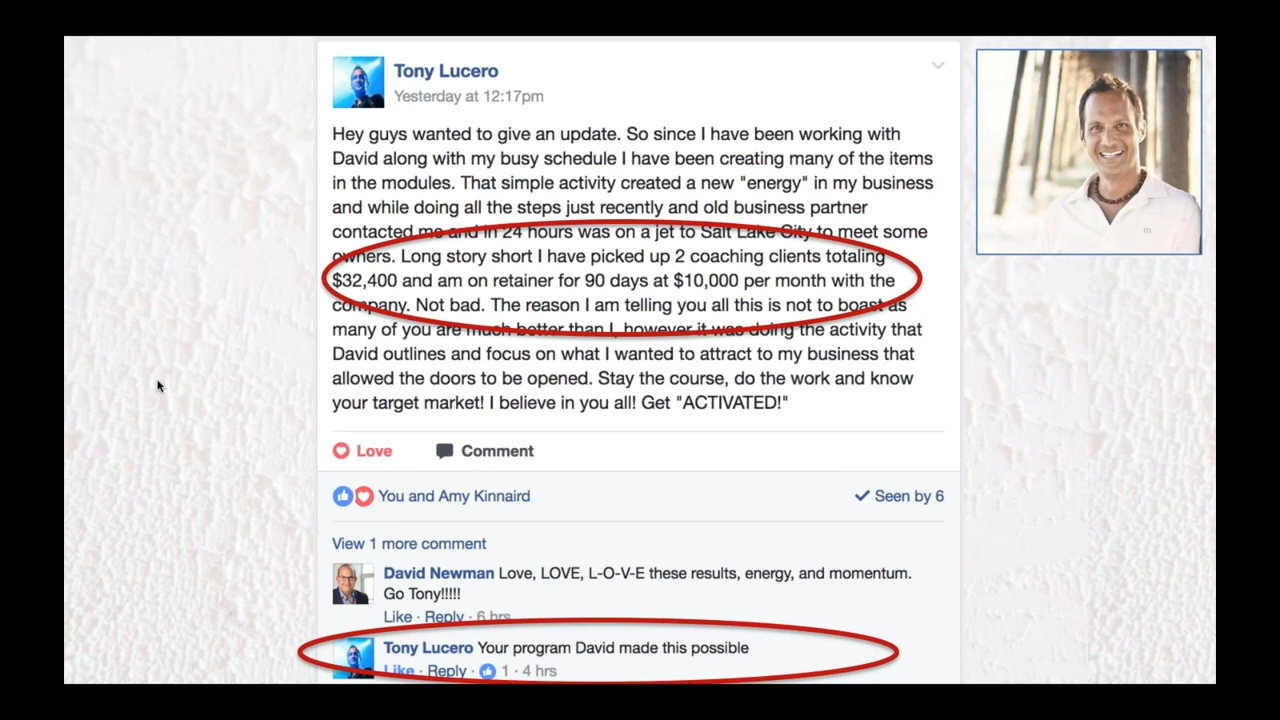 Tony Lucero
Yesterday at 12:17pm
Hey guys wanted to give an update. So since I have been working with
David along with my busy schedule I have been creating many of the items
in the modules. That simple activity created a new "energy" in my business
and while doing all the steps just recently and old business partner
contacted me and in 24 hours was on a jet to Salt Lake City to meet some
owners. Long story short I have picked up 2 coaching clients totaling
$32,400 and am on retainer for 90 days at $10,000 per month with the
company. Not bad. The reason I am telling you all this is not to boast as
many of you are much better than I, however it was doing the activity that
David outlines and focus on what I wanted to attract to my business that
allowed the doors to be opened. Stay the course, do the work and know
your target market! I believe in you all! Get "ACTIVATED!"
Love Comment
You and Amy Kinnaird Seen by 6
View 1 more comment
David Newman Love, LOVE, L-O-V-E these results, energy, and momentum.
Go Tony!!!!!
Like · Reply · 6 hrs
Tony Lucero Your program David made this possible
Like · Reply · 1 · 4 hrs